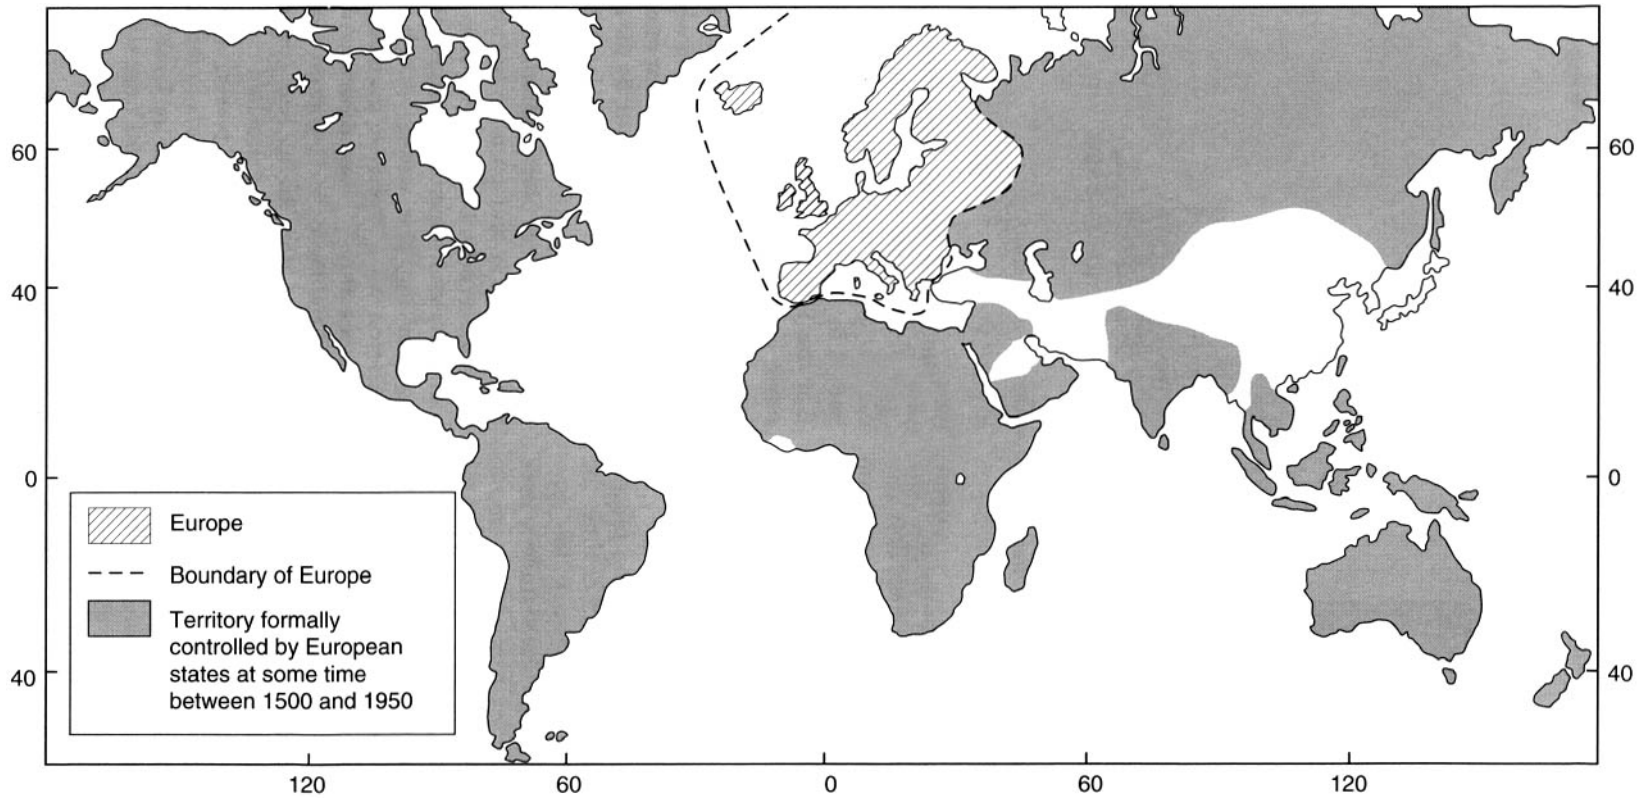 60
40
0
40
60
40
0
40
Europe
Boundary of Europe
Territory formally
controlled by European
states at some time
between 1500 and 1950
120
60
0
60
120